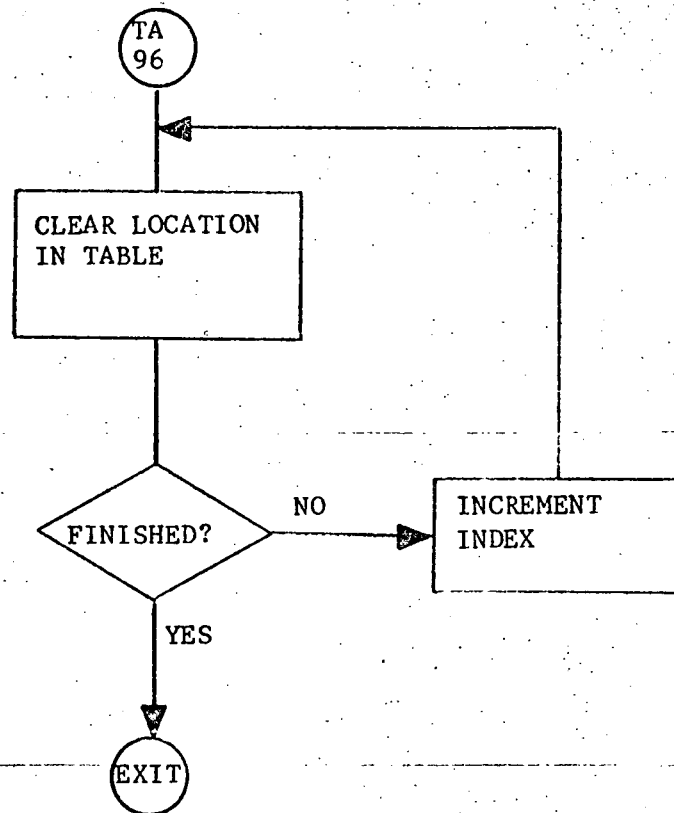 TA
96
CLEAR LOCATION
IN TABLE
FINISHED?
NO
INCREMENT
INDEX
YES
EXIT